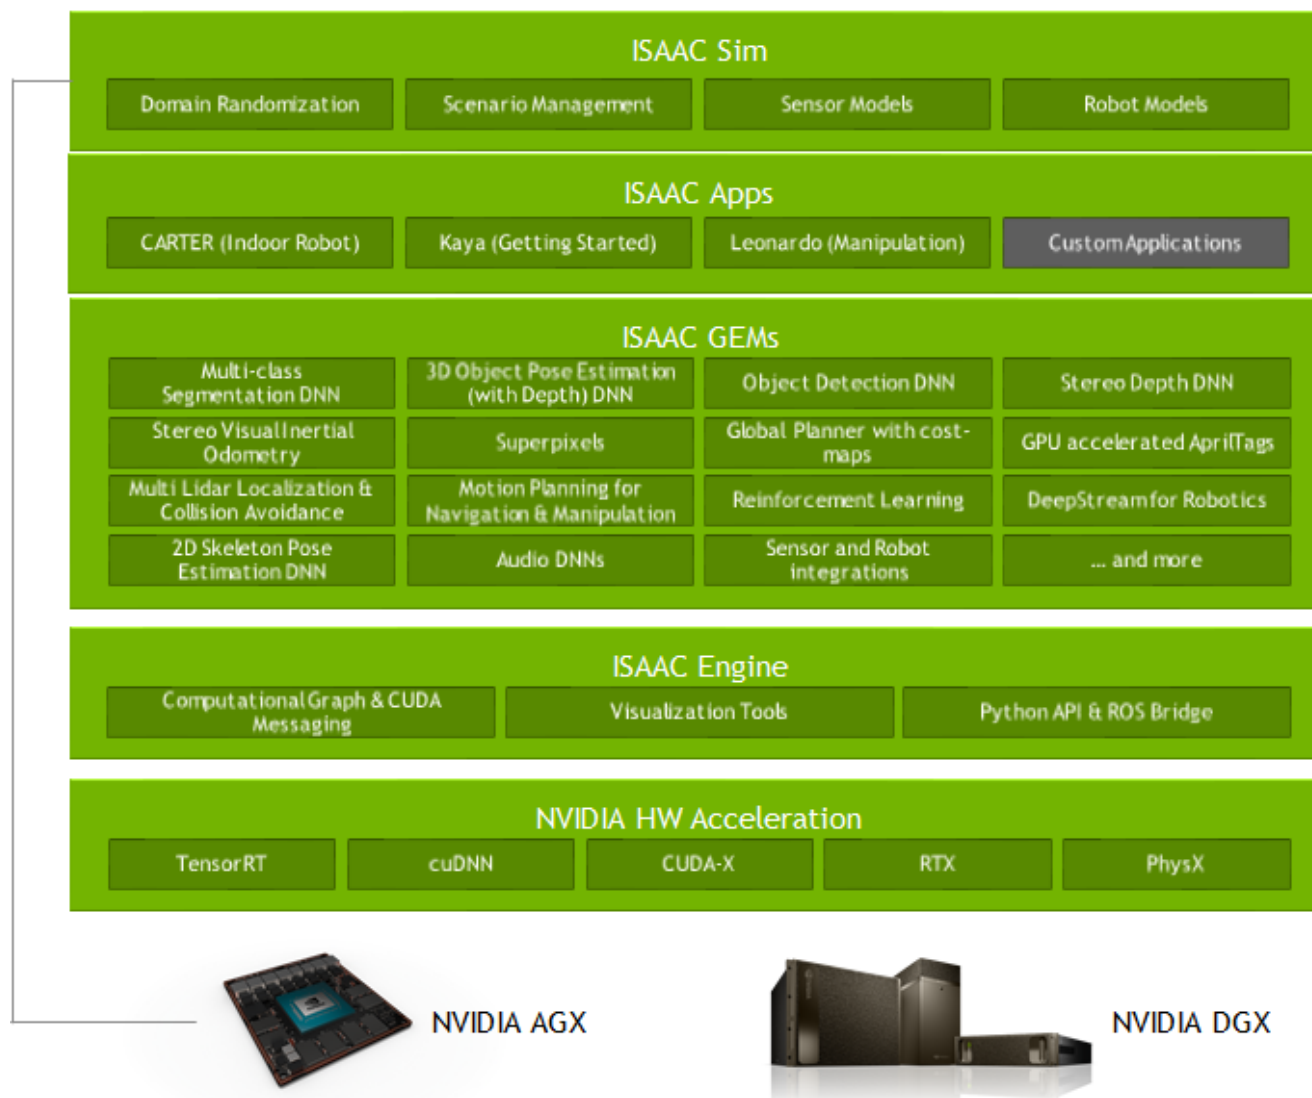 ISAAC Sim
Domain Randomization
Scenario Management
Sensor Models
Robot Models
ISAAC Apps
CARTER (Indoor Robot)
Kaya (Getting Started)
Leonardo (Manipulation)
Custom Applications
ISAAC GEMs
Multi-class
Segmentation DNN
3D Object Pose Estimation
(with Depth) DNN
Object Detection DNN
Stereo Depth DNN
Stereo Visual Inertial
Odometry
Superpixels
Global Planner with cost-
maps
GPU accelerated AprilTags
Multi Lidar Localization &
Collision Avoidance
Motion Planning for
Navigation & Manipulation
Reinforcement Learning
DeepStream for Robotics
2D Skeleton Pose
Estimation DNN
Audio DNNs
Sensor and Robot
integrations
... and more
ISAAC Engine
Computational Graph & CUDA
Messaging
Visualization Tools
Python API & ROS Bridge
NVIDIA HW Acceleration
TensorRT
cuDNN
CUDA-X
RTX
PhysX
NVIDIA AGX
NVIDIA DGX